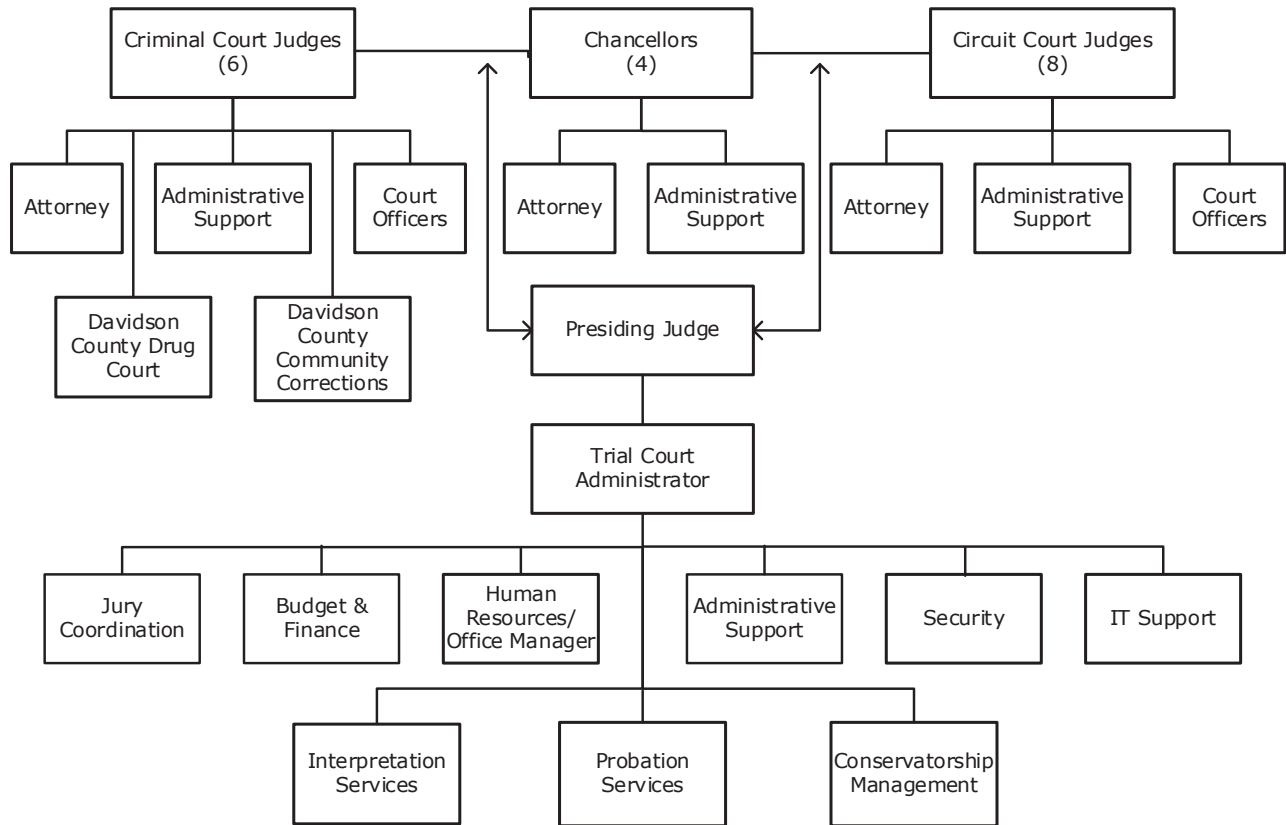 Criminal Court Judges
(6)
Chancellors
(4)
Circuit Court Judges
(8)
Attorney
Administrative
Support
Court
Officers
Attorney
Administrative
Support
Attorney
Administrative
Support
Court
Officers
Davidson
County Drug
Court
Davidson
County
Community
Corrections
Presiding Judge
Trial Court
Administrator
Jury
Coordination
Budget &
Finance
Human
Resources/
Office Manager
Administrative
Support
Security
IT Support
Interpretation
Services
Probation
Services
Conservatorship
Management